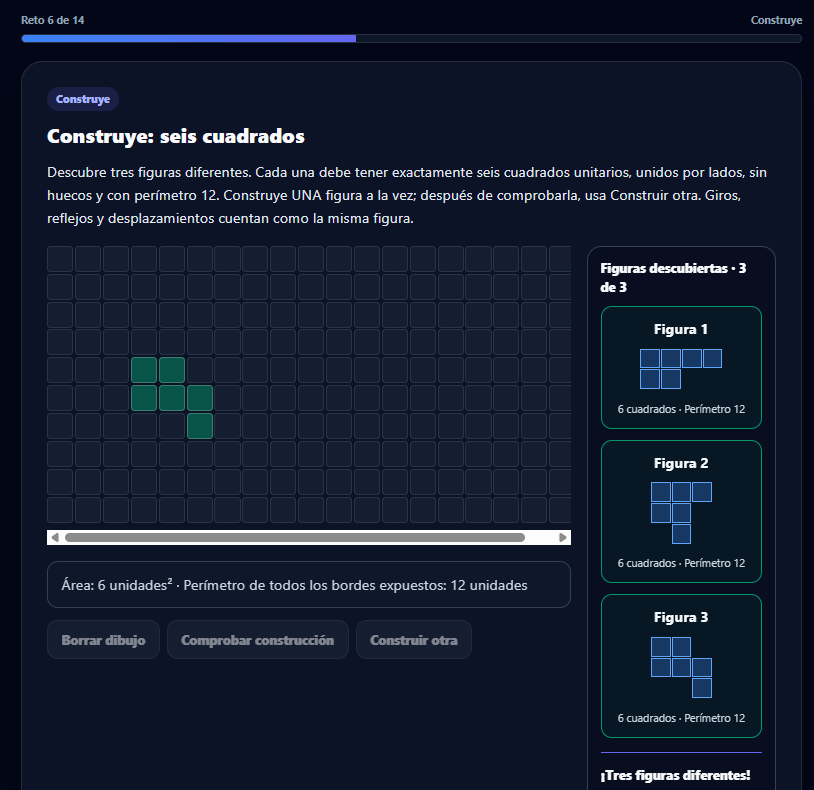 Reto 6 de 14
Construye
Construye
Construye: seis cuadrados
Descubre tres figuras diferentes. Cada una debe tener exactamente seis cuadrados unitarios, unidos por lados, sin
huecos y con perímetro 12. Construye UNA figura a la vez; después de comprobarla, usa Construir otra. Giros,
reflejos y desplazamientos cuentan como la misma figura.
Figuras descubiertas · 3
de 3
Figura 1
6 cuadrados · Perímetro 12
Figura 2
6 cuadrados · Perímetro 12
Figura 3
6 cuadrados · Perímetro 12
¡Tres figuras diferentes!
Área: 6 unidades² · Perímetro de todos los bordes expuestos: 12 unidades
Borrar dibujo
Comprobar construcción
Construir otra